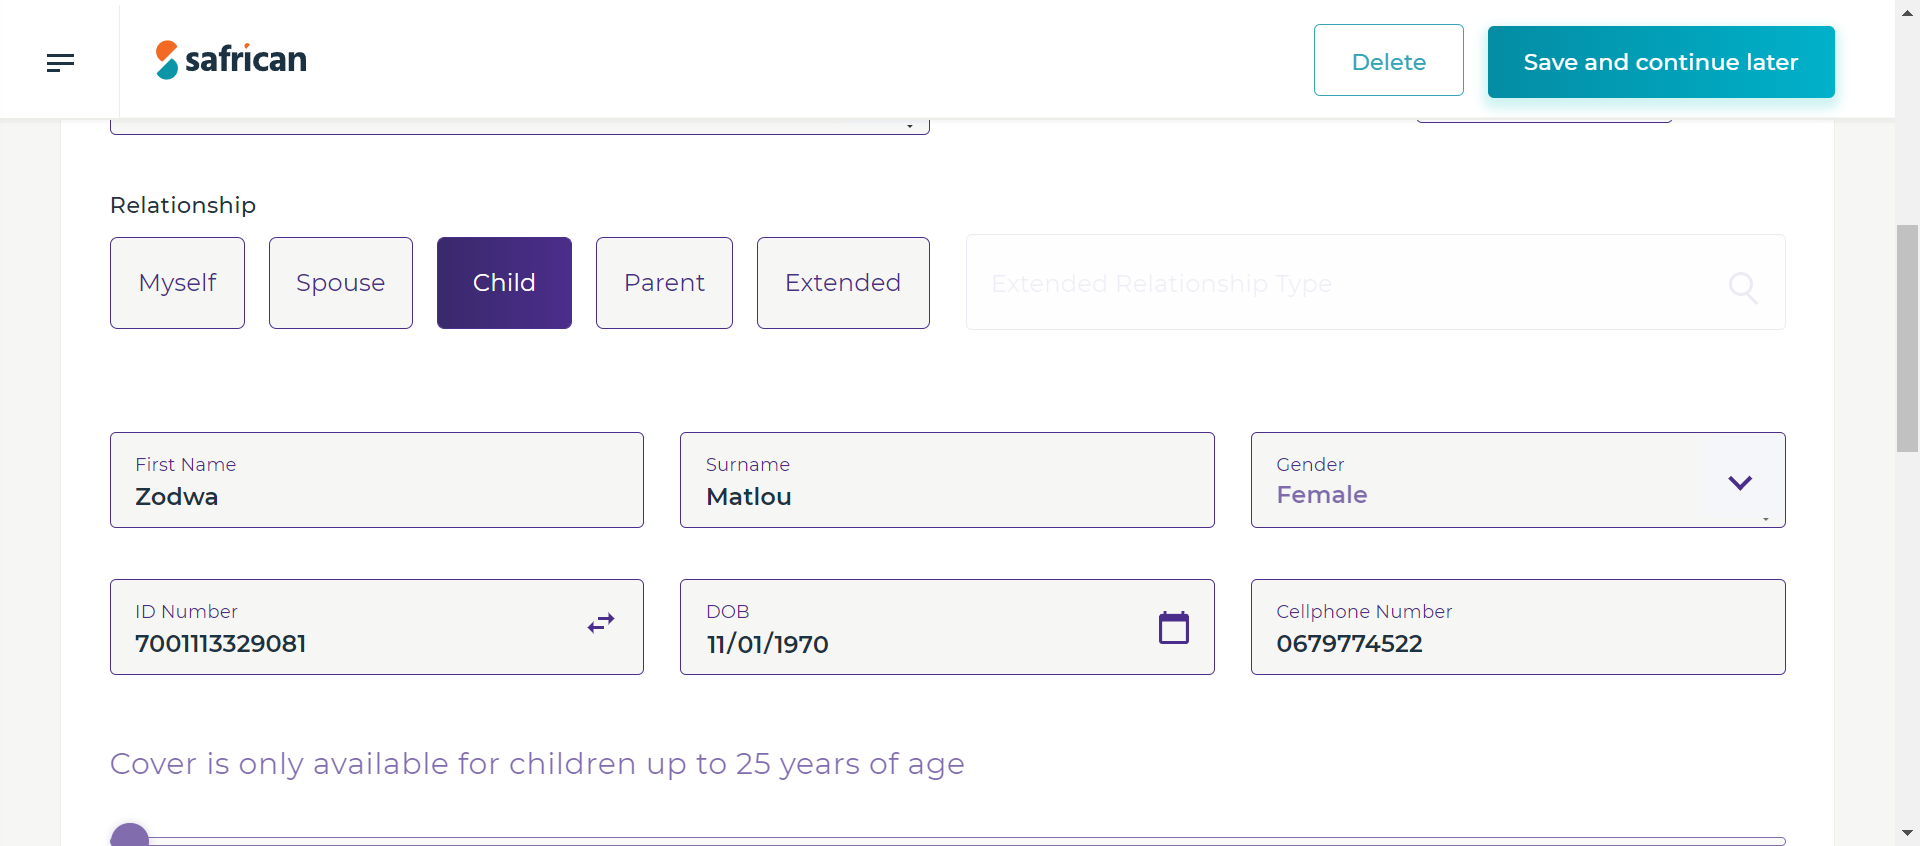 safrican
Delete
Save and continue later
Relationship
Myself
Spouse
Child
Parent
Extended
Extended Relationship Type
First Name
Zodwa
Surname
Matlou
Gender
Female
ID Number
7001113329081
DOB
11/01/1970
Cellphone Number
0679774522
Cover is only available for children up to 25 years of age